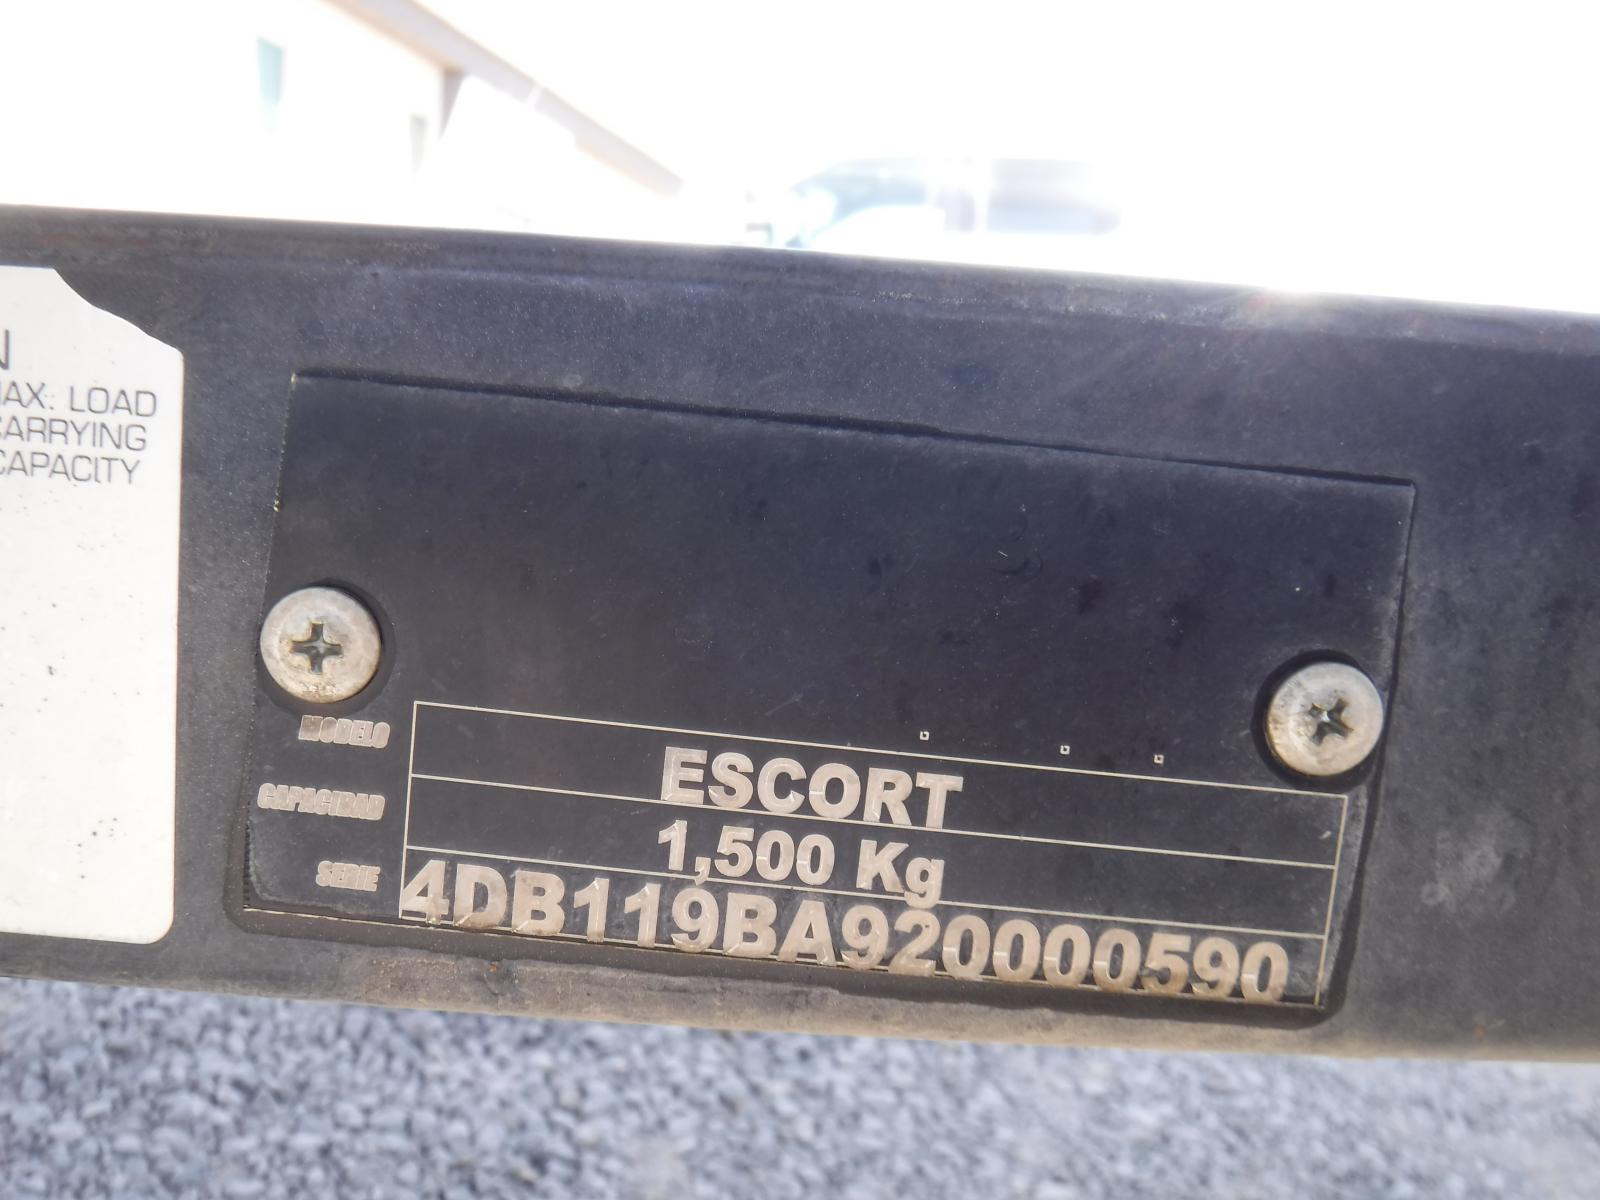 N
MAX: LOAD
CARRYING
CAPACITY
MODELO ESCORT
CAPACIDAD 1,500 Kg
SERIE 4DB119BA920000590